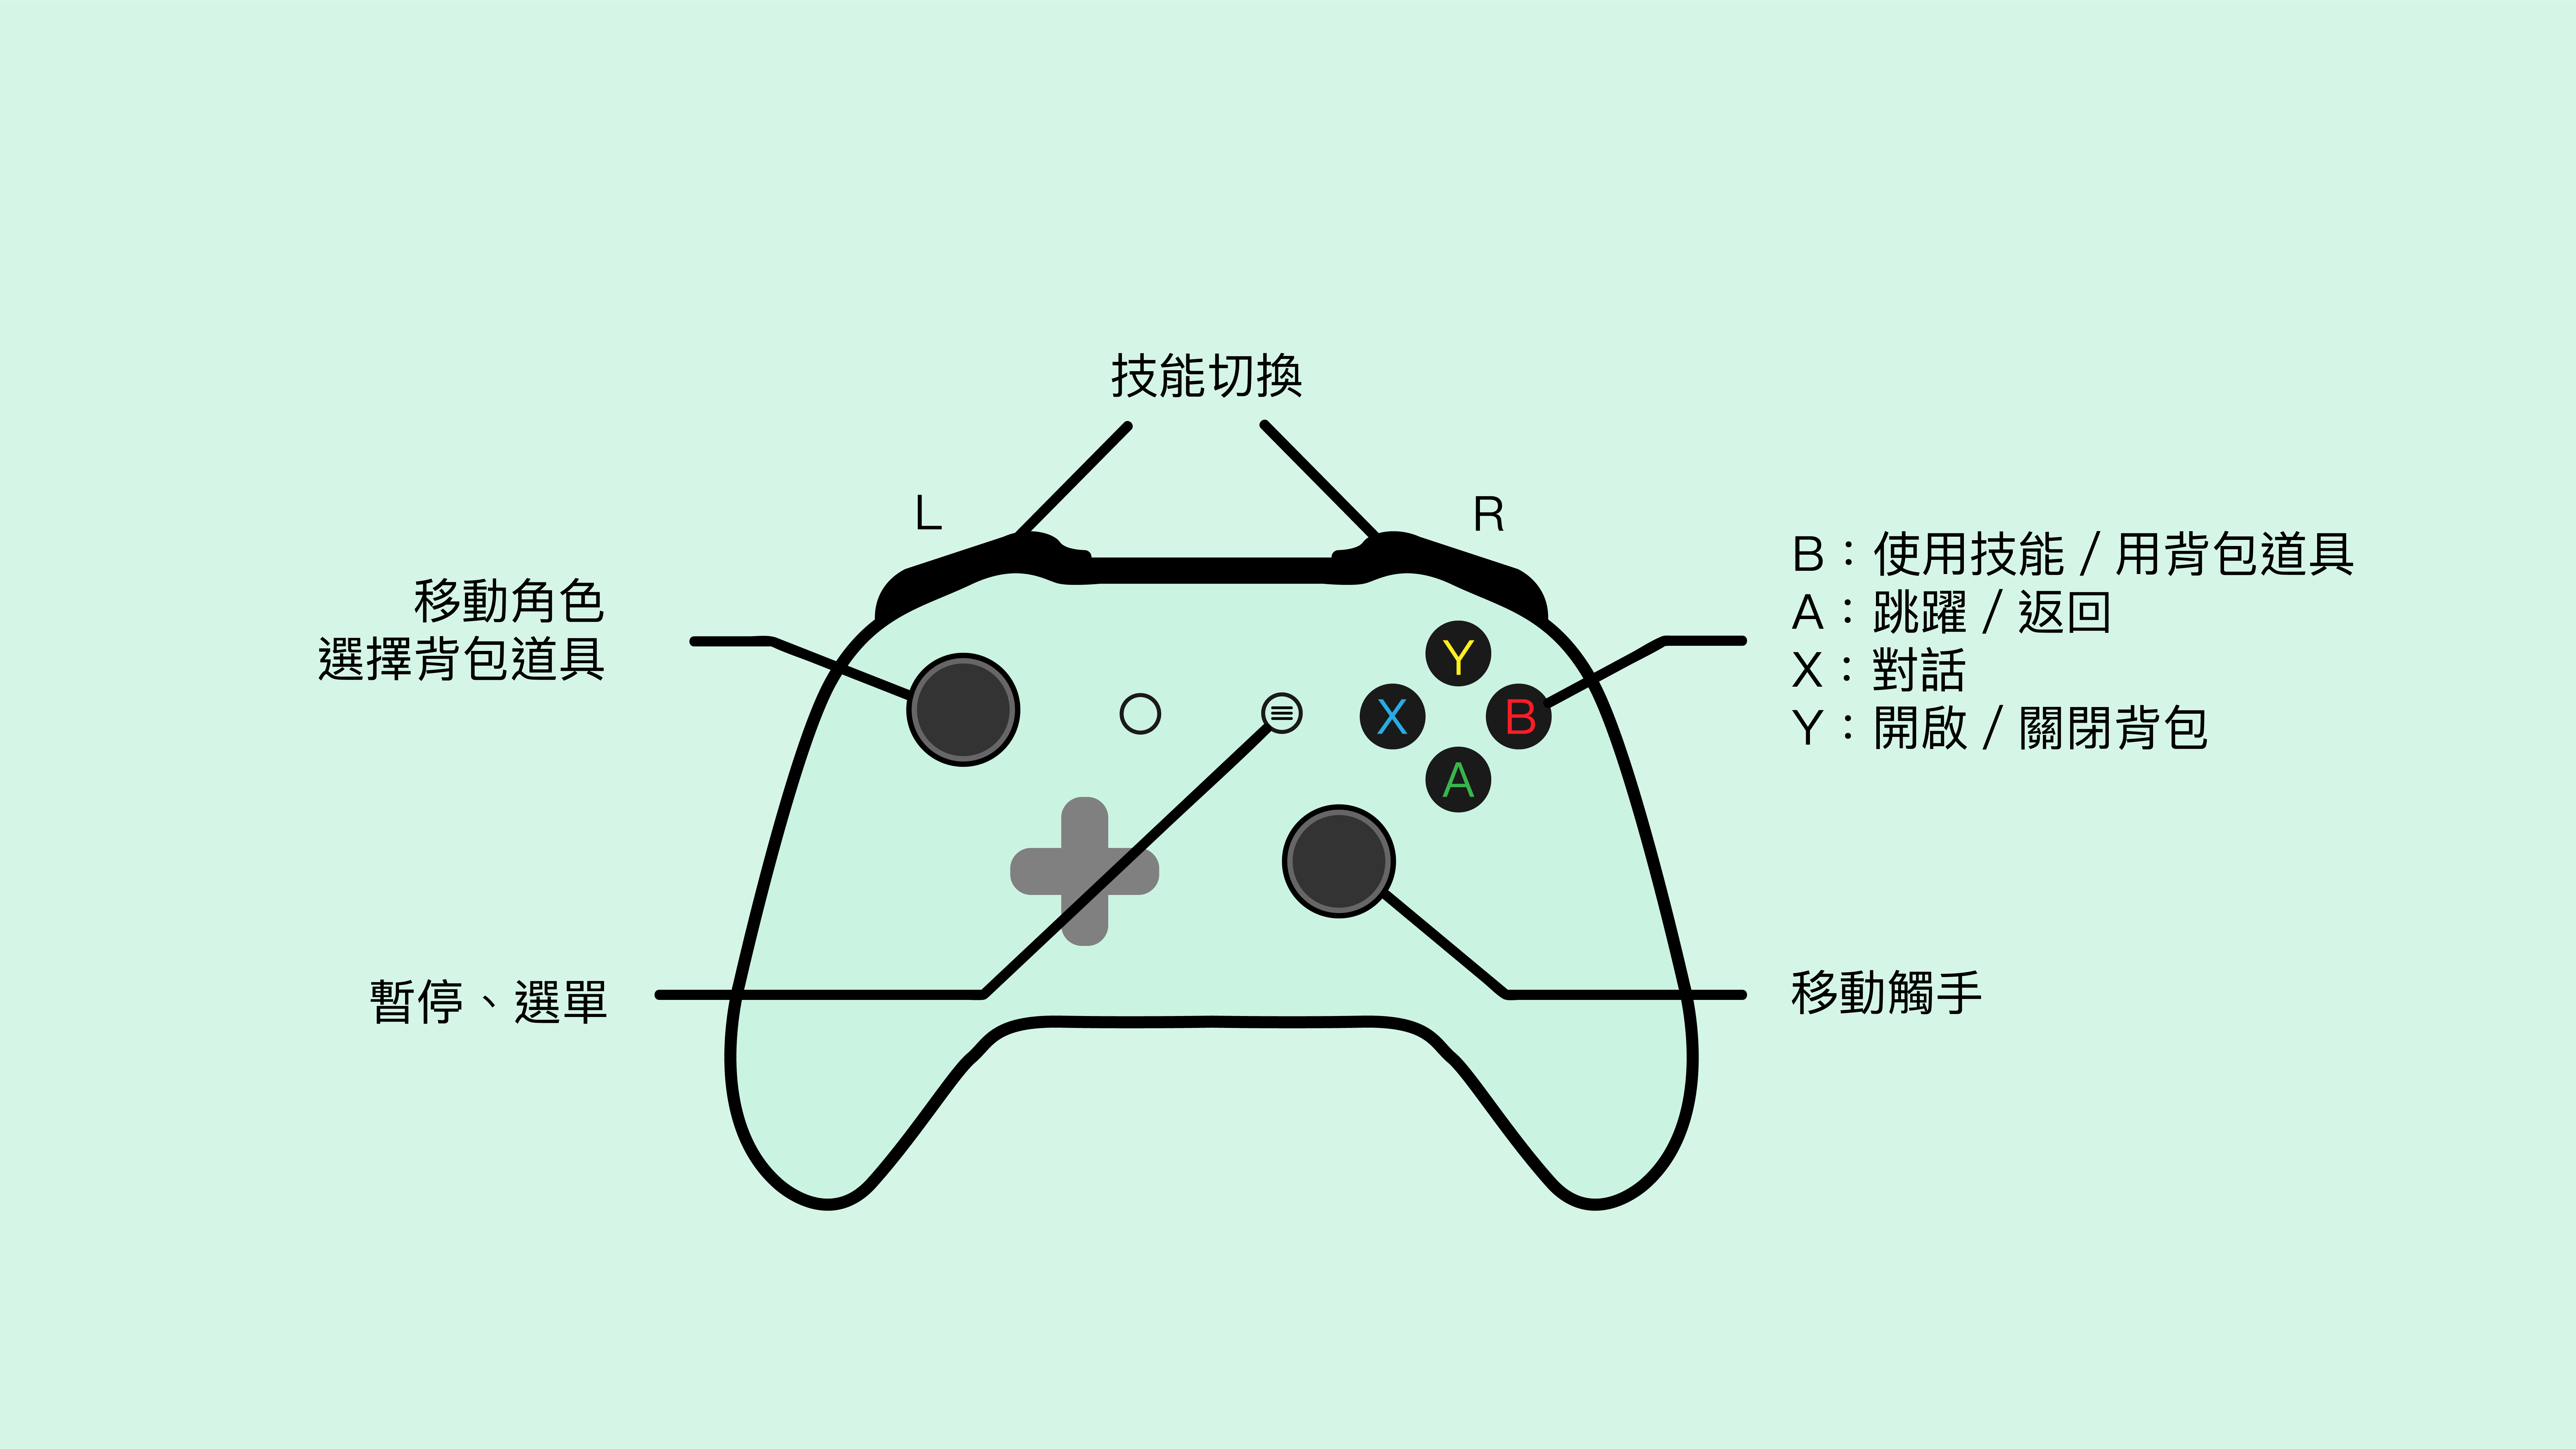 技能切換
L
R
移動角色
選擇背包道具
B：使用技能 / 用背包道具
A：跳躍 / 返回
X：對話
Y：開啟 / 關閉背包
Y
X
B
A
暫停、選單
移動觸手